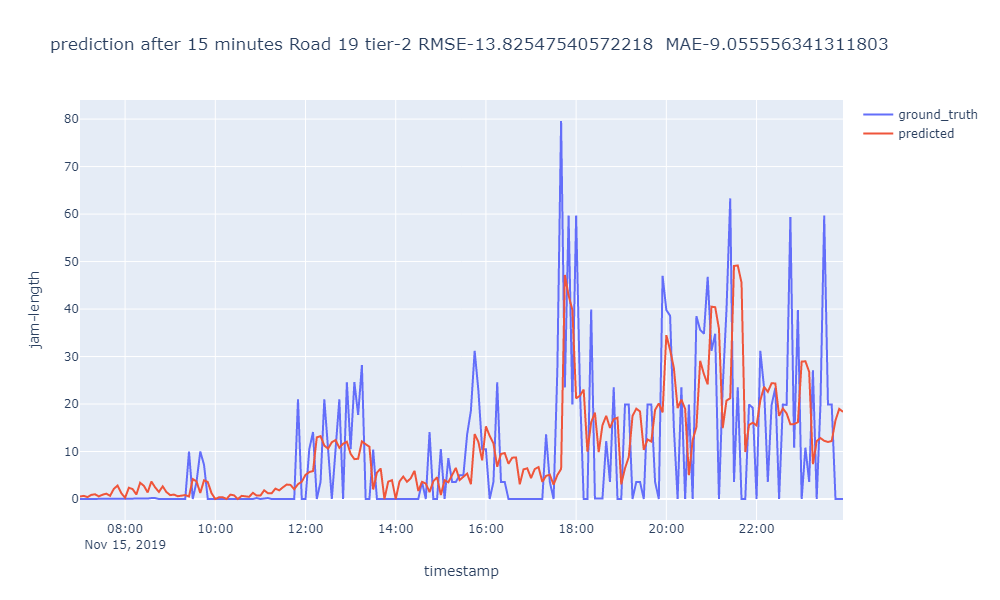 prediction after 15 minutes Road 19 tier-2 RMSE-13.82547540572218  MAE-9.055556341311803
ground_truth
predicted
80
70
60
50
40
30
20
10
0
jam-length
08:00 10:00 12:00 14:00 16:00 18:00 20:00 22:00
Nov 15, 2019
timestamp